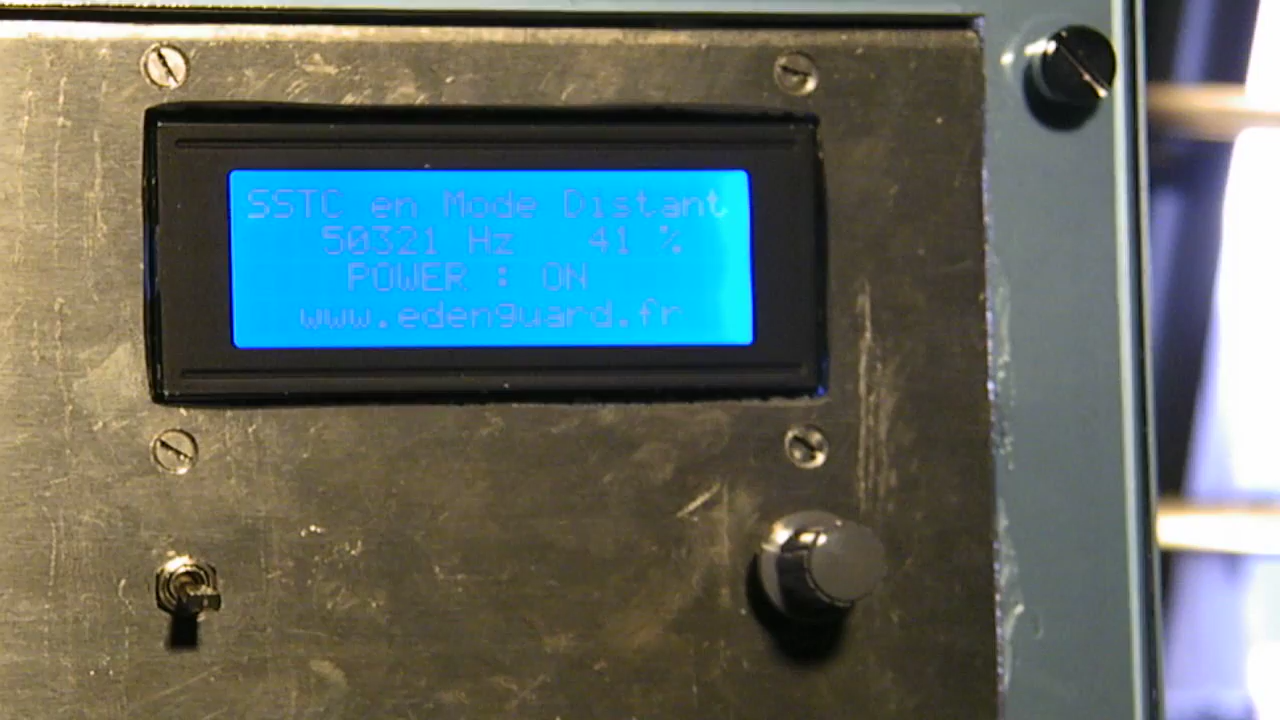 SSTC en Mode Distant
50321 Hz 41 %
POWER : ON
www.edenguard.fr